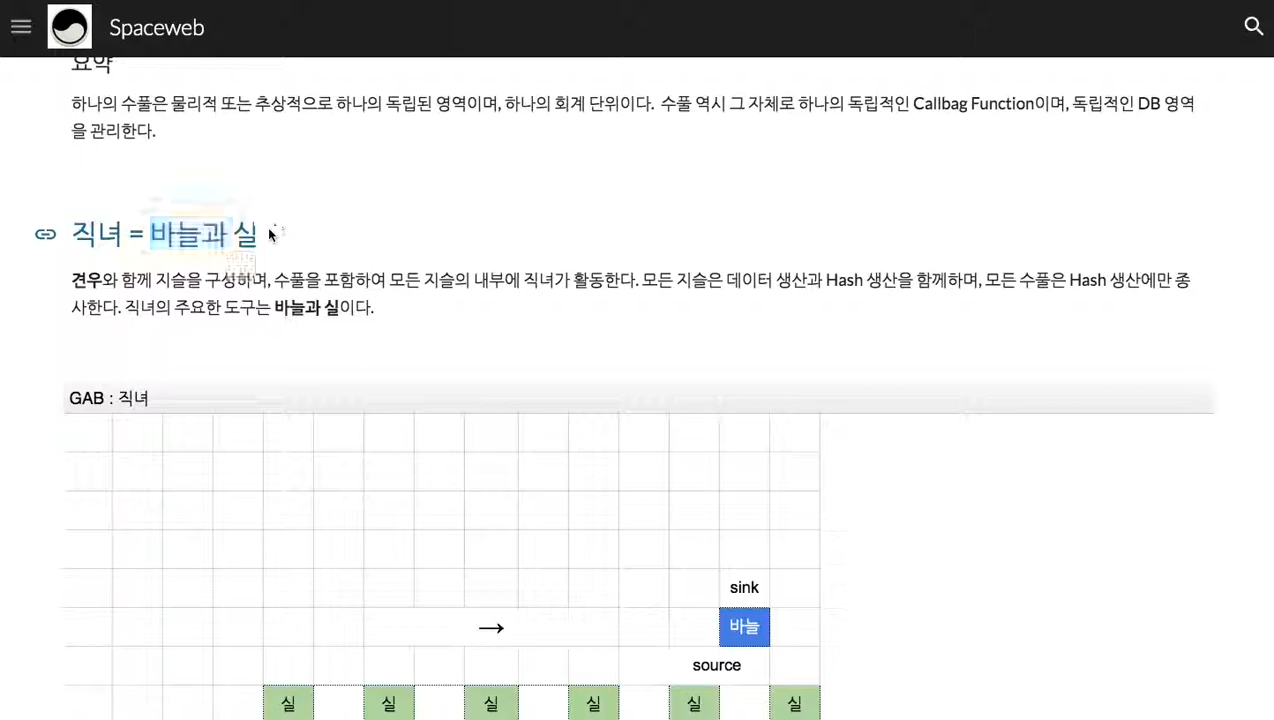 Spaceweb
요약
하나의 수풀은 물리적 또는 추상적으로 하나의 독립된 영역이며, 하나의 회계 단위이다. 수풀 역시 그 자체로 하나의 독립적인 Callbag Function이며, 독립적인 DB 영역
을 관리한다.
직녀 = 바늘과 실
견우와 함께 지슬을 구성하며, 수풀을 포함하여 모든 지슬의 내부에 직녀가 활동한다. 모든 지슬은 데이터 생산과 Hash 생산을 함께하며, 모든 수풀은 Hash 생산에만 종
사한다. 직녀의 주요한 도구는 바늘과 실이다.
GAB : 직녀
sink
→ 바늘
source
실 실 실 실 실 실